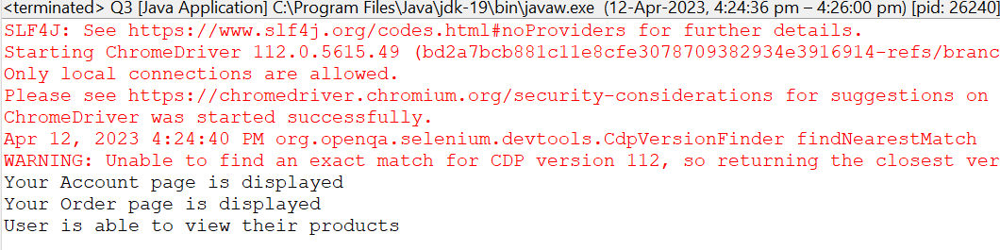 <terminated> Q3 [Java Application] C:\Program Files\Java\jdk-19\bin\javaw.exe (12-Apr-2023, 4:24:36 pm – 4:26:00 pm) [pid: 26240]
SLF4J: See https://www.slf4j.org/codes.html#noProviders for further details.
Starting ChromeDriver 112.0.5615.49 (bd2a7bcb881c11e8cfe3078709382934e3916914-refs/branc
Only local connections are allowed.
Please see https://chromedriver.chromium.org/security-considerations for suggestions on
ChromeDriver was started successfully.
Apr 12, 2023 4:24:40 PM org.openqa.selenium.devtools.CdpVersionFinder findNearestMatch
WARNING: Unable to find an exact match for CDP version 112, so returning the closest ver
Your Account page is displayed
Your Order page is displayed
User is able to view their products